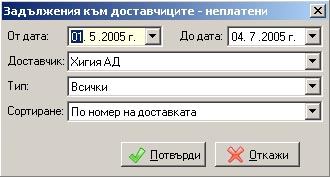 Задължения към доставчиците - неплатени
От дата: 01. 5 .2005 г. До дата: 04. 7 .2005 г.
Доставчик: Хигия АД
Тип: Всички
Сортиране: По номер на доставката
Потвърди Откажи